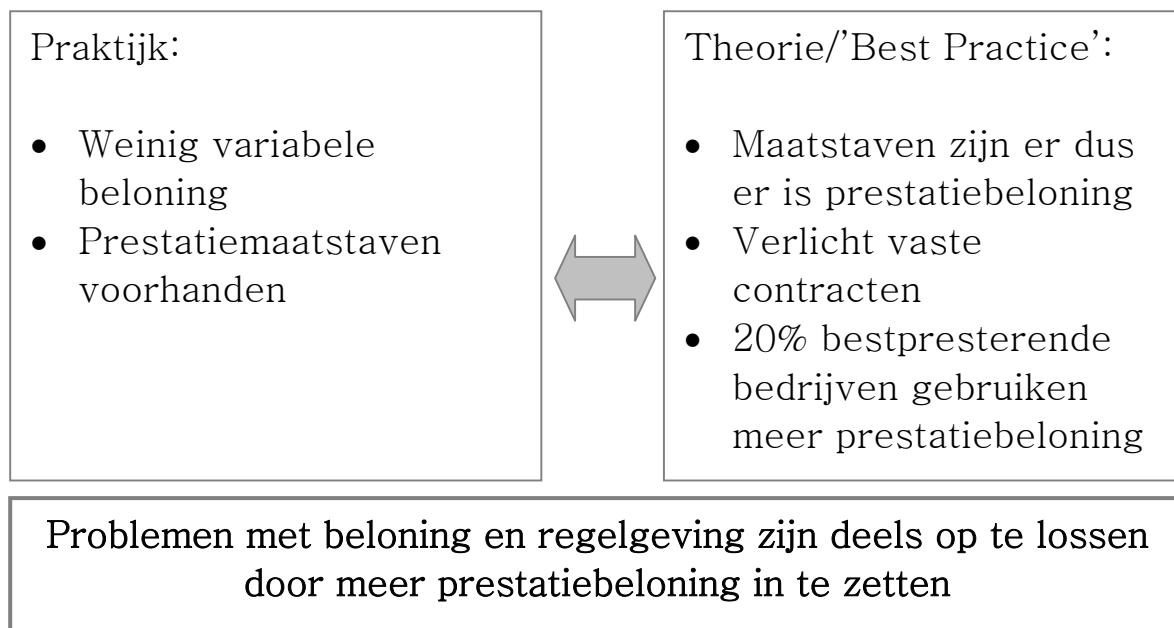 Praktijk:
• Weinig variabele
beloning
• Prestatiemaatstaven
voorhanden
Theorie/’Best Practice’:
• Maatstaven zijn er dus
er is prestatiebeloning
• Verlicht vaste
contracten
• 20% bestpresterende
bedrijven gebruiken
meer prestatiebeloning
Problemen met beloning en regelgeving zijn deels op te lossen
door meer prestatiebeloning in te zetten